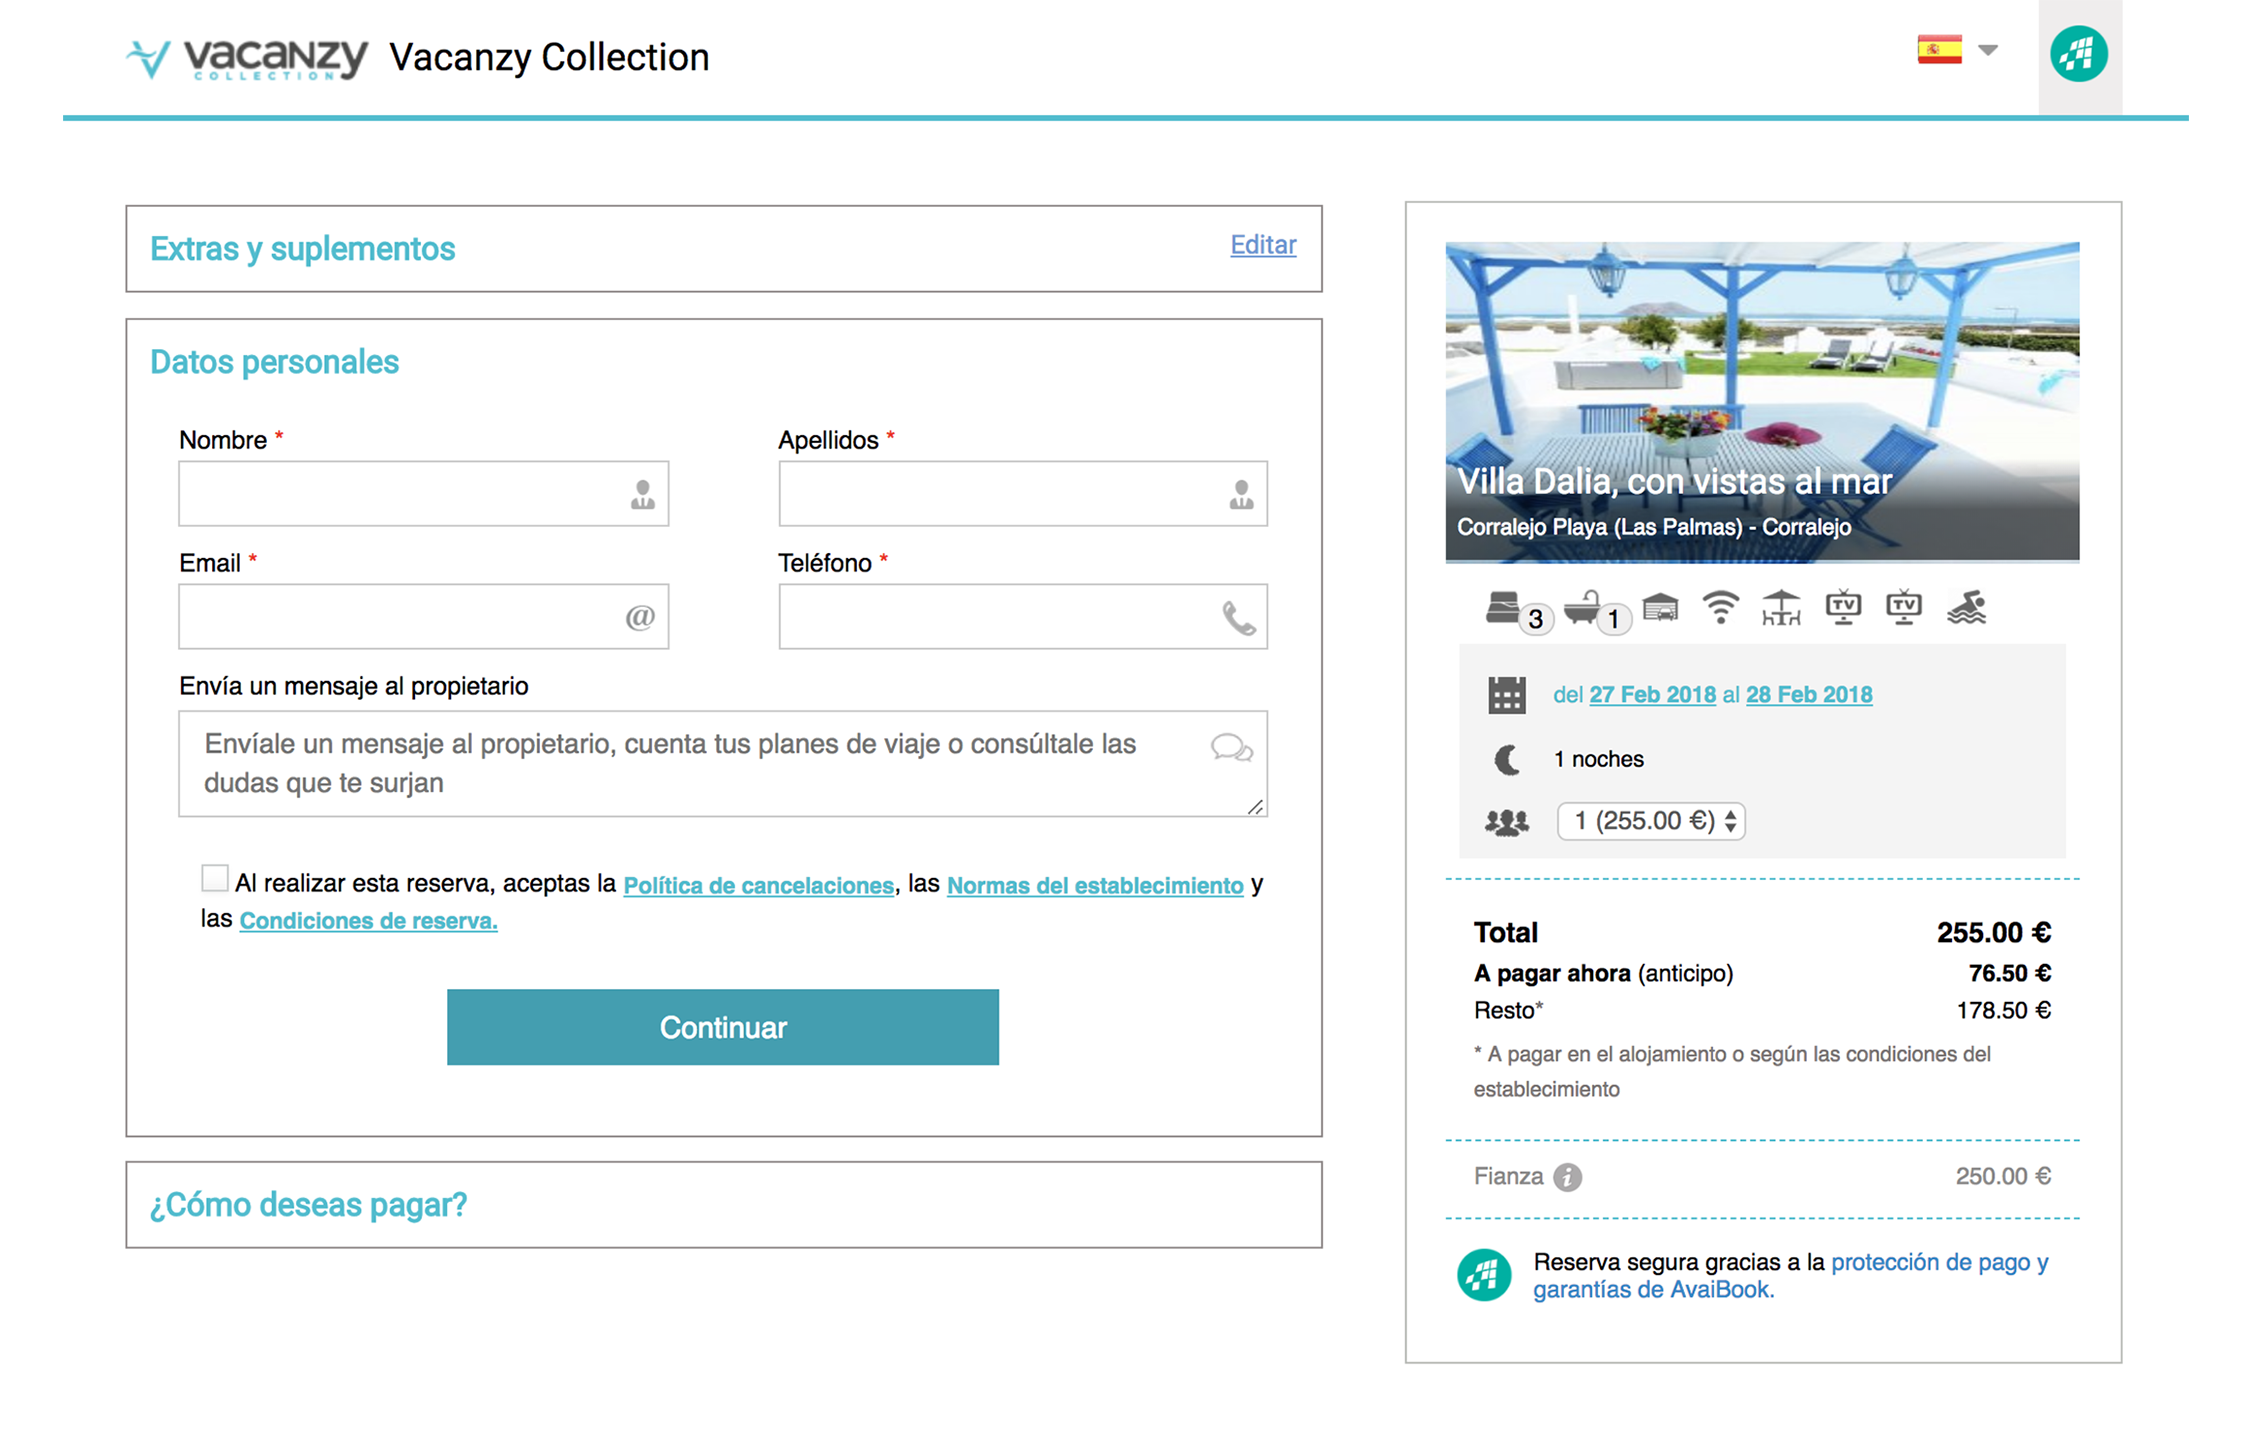 vacanzy
COLLECTION
Vacanzy Collection
Extras y suplementos
Editar
Datos personales
Nombre *
Apellidos *
Email *
@
Teléfono *
Envía un mensaje al propietario
Envíale un mensaje al propietario, cuenta tus planes de viaje o consúltale las
dudas que te surjan
Al realizar esta reserva, aceptas la Política de cancelaciones, las Normas del establecimiento y
las Condiciones de reserva.
Continuar
¿Cómo deseas pagar?
Villa Dalia, con vistas al mar
Corralejo Playa (Las Palmas) - Corralejo
3
1
TV
TV
del 27 Feb 2018 al 28 Feb 2018
1 noches
1 (255.00 €)
Total 255.00 €
A pagar ahora (anticipo) 76.50 €
Resto* 178.50 €
* A pagar en el alojamiento o según las condiciones del
establecimiento
Fianza i 250.00 €
Reserva segura gracias a la protección de pago y
garantías de AvaiBook.